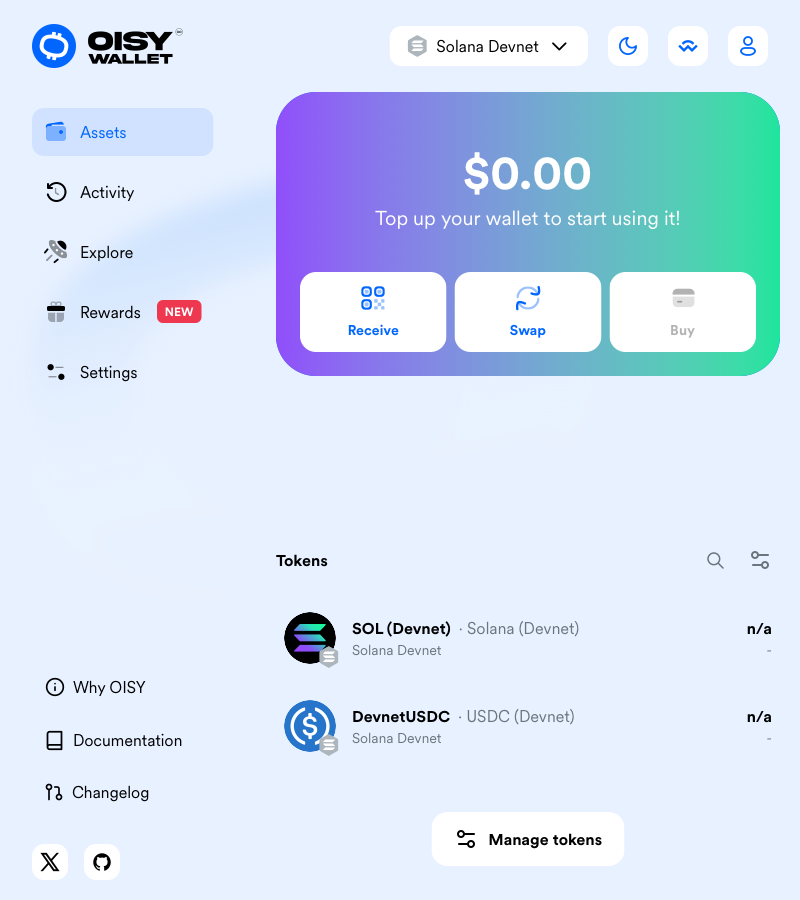 OISY
WALLET
Solana Devnet
Assets
Activity
Explore
Rewards NEW
Settings
$0.00
Top up your wallet to start using it!
Receive
Swap
Buy
Tokens
SOL (Devnet) · Solana (Devnet) n/a
Solana Devnet -
DevnetUSDC · USDC (Devnet) n/a
Solana Devnet -
Manage tokens
Why OISY
Documentation
Changelog